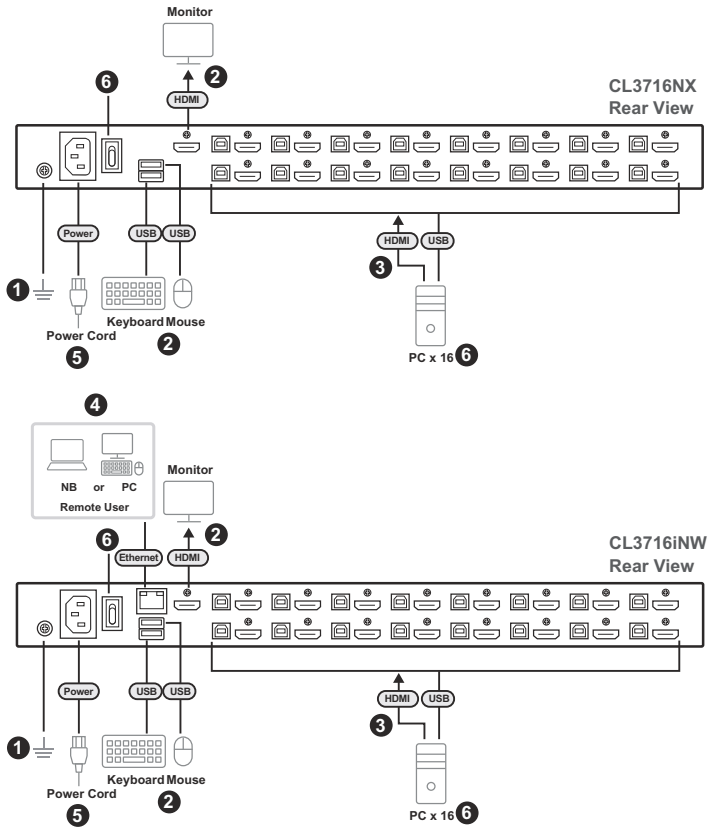 Monitor
6
2
HDMI
CL3716NX
Rear View
Power
USB
USB
HDMI
USB
3
1
Keyboard Mouse
Power Cord
2
5
PC x 16 6
4
NB or PC
Remote User
Monitor
6
2
Ethernet
HDMI
CL3716iNW
Rear View
Power
USB
USB
HDMI
USB
3
1
Keyboard Mouse
Power Cord
2
5
PC x 16 6